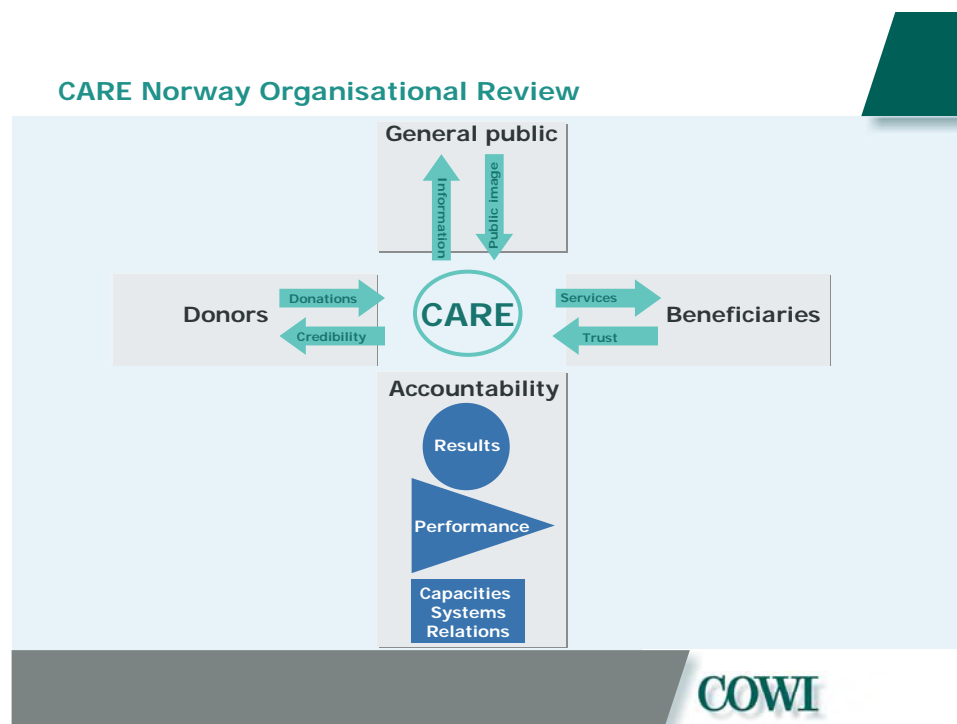 CARE Norway Organisational Review
General public
Information
Public image
Donors
Donations
Credibility
CARE
Services
Trust
Beneficiaries
Accountability
Results
Performance
Capacities
Systems
Relations
COWI